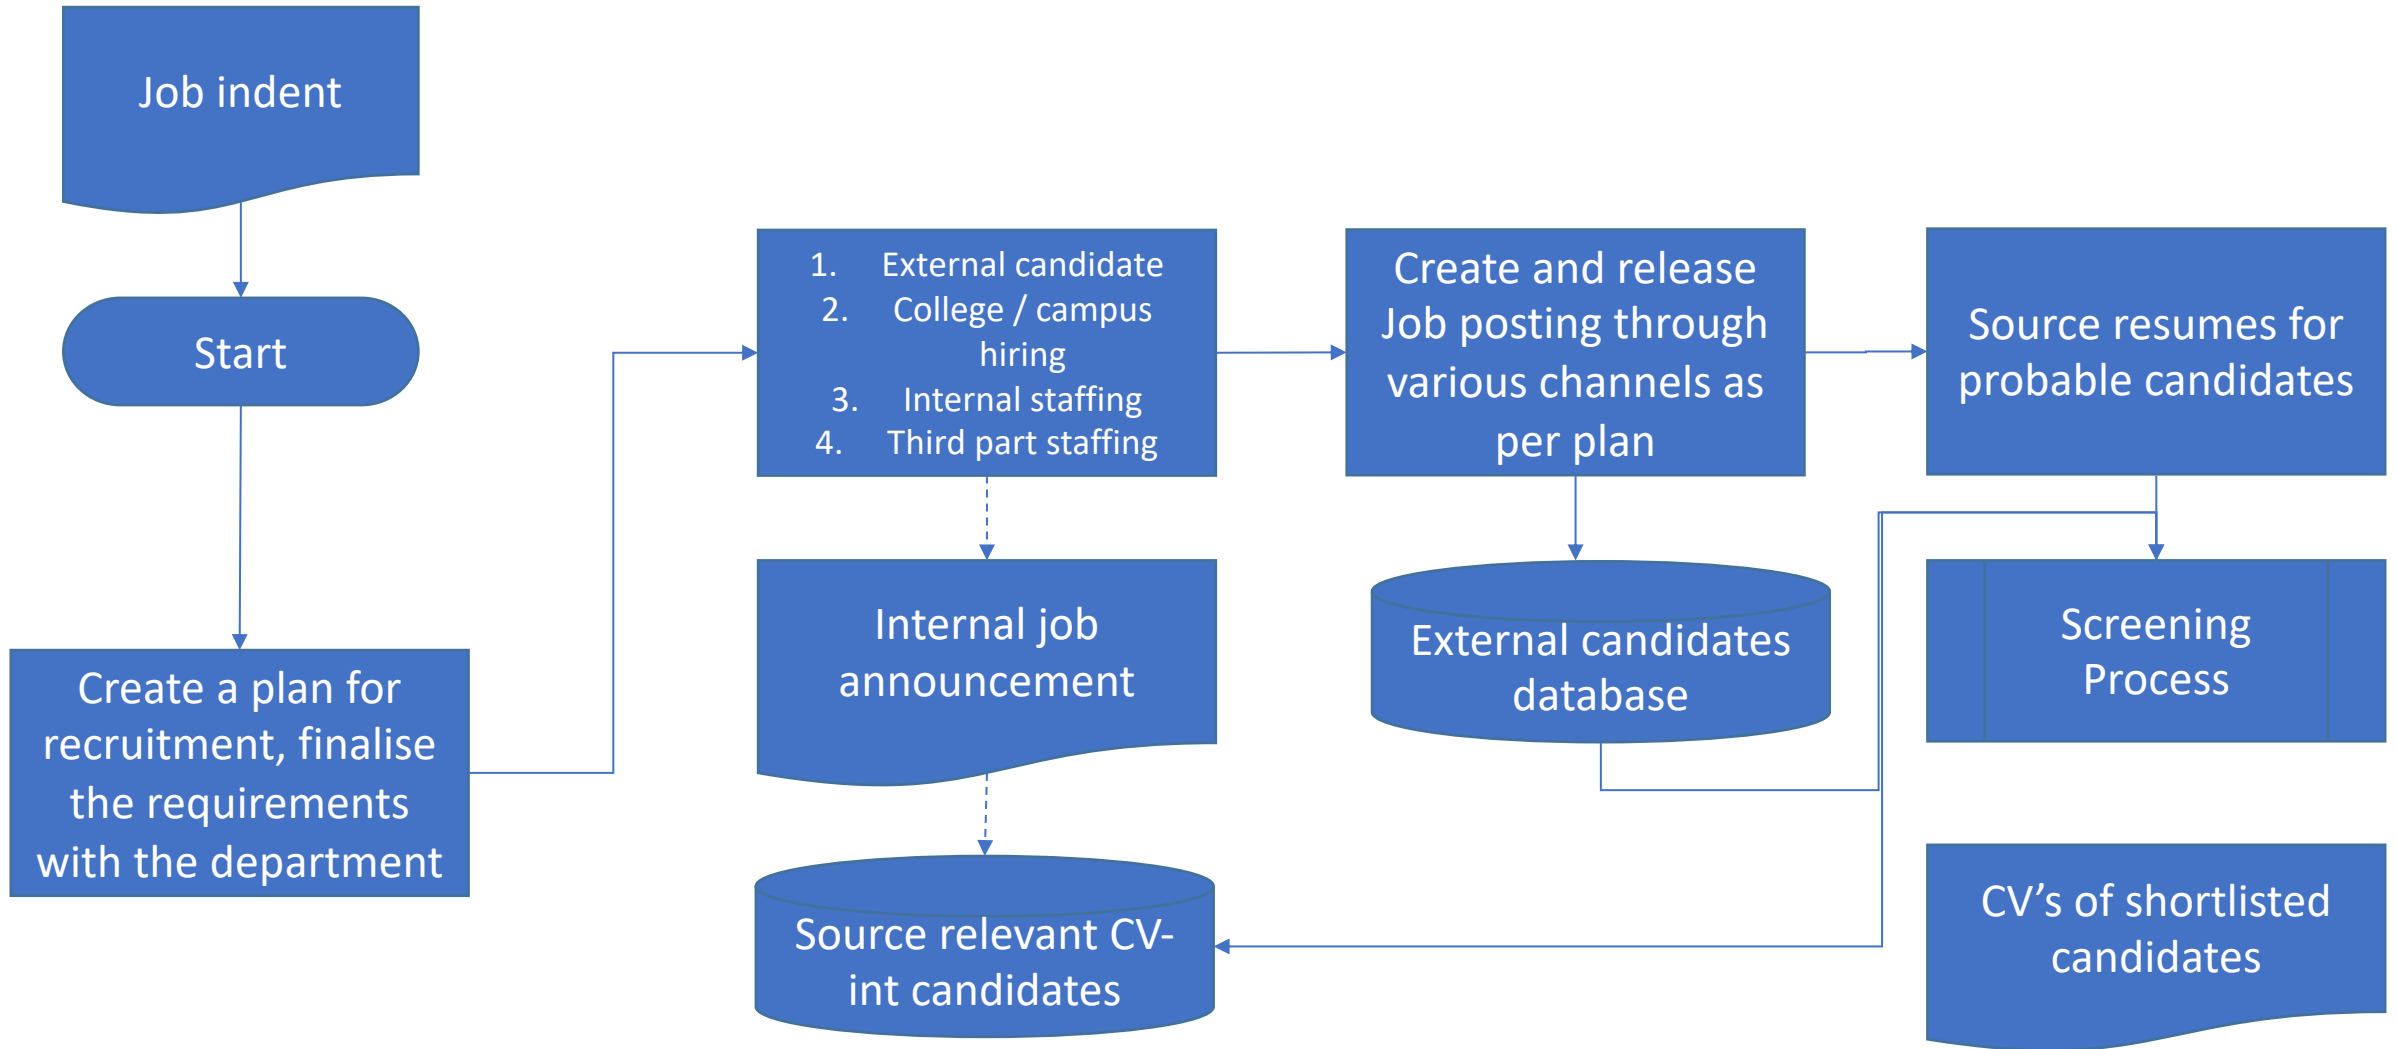 Job indent
Start
Create a plan for
recruitment, finalise
the requirements
with the department
1. External candidate
2. College / campus
hiring
3. Internal staffing
4. Third part staffing
Internal job
announcement
Source relevant CV-
int candidates
Create and release
Job posting through
various channels as
per plan
External candidates
database
Source resumes for
probable candidates
Screening
Process
CV’s of shortlisted
candidates